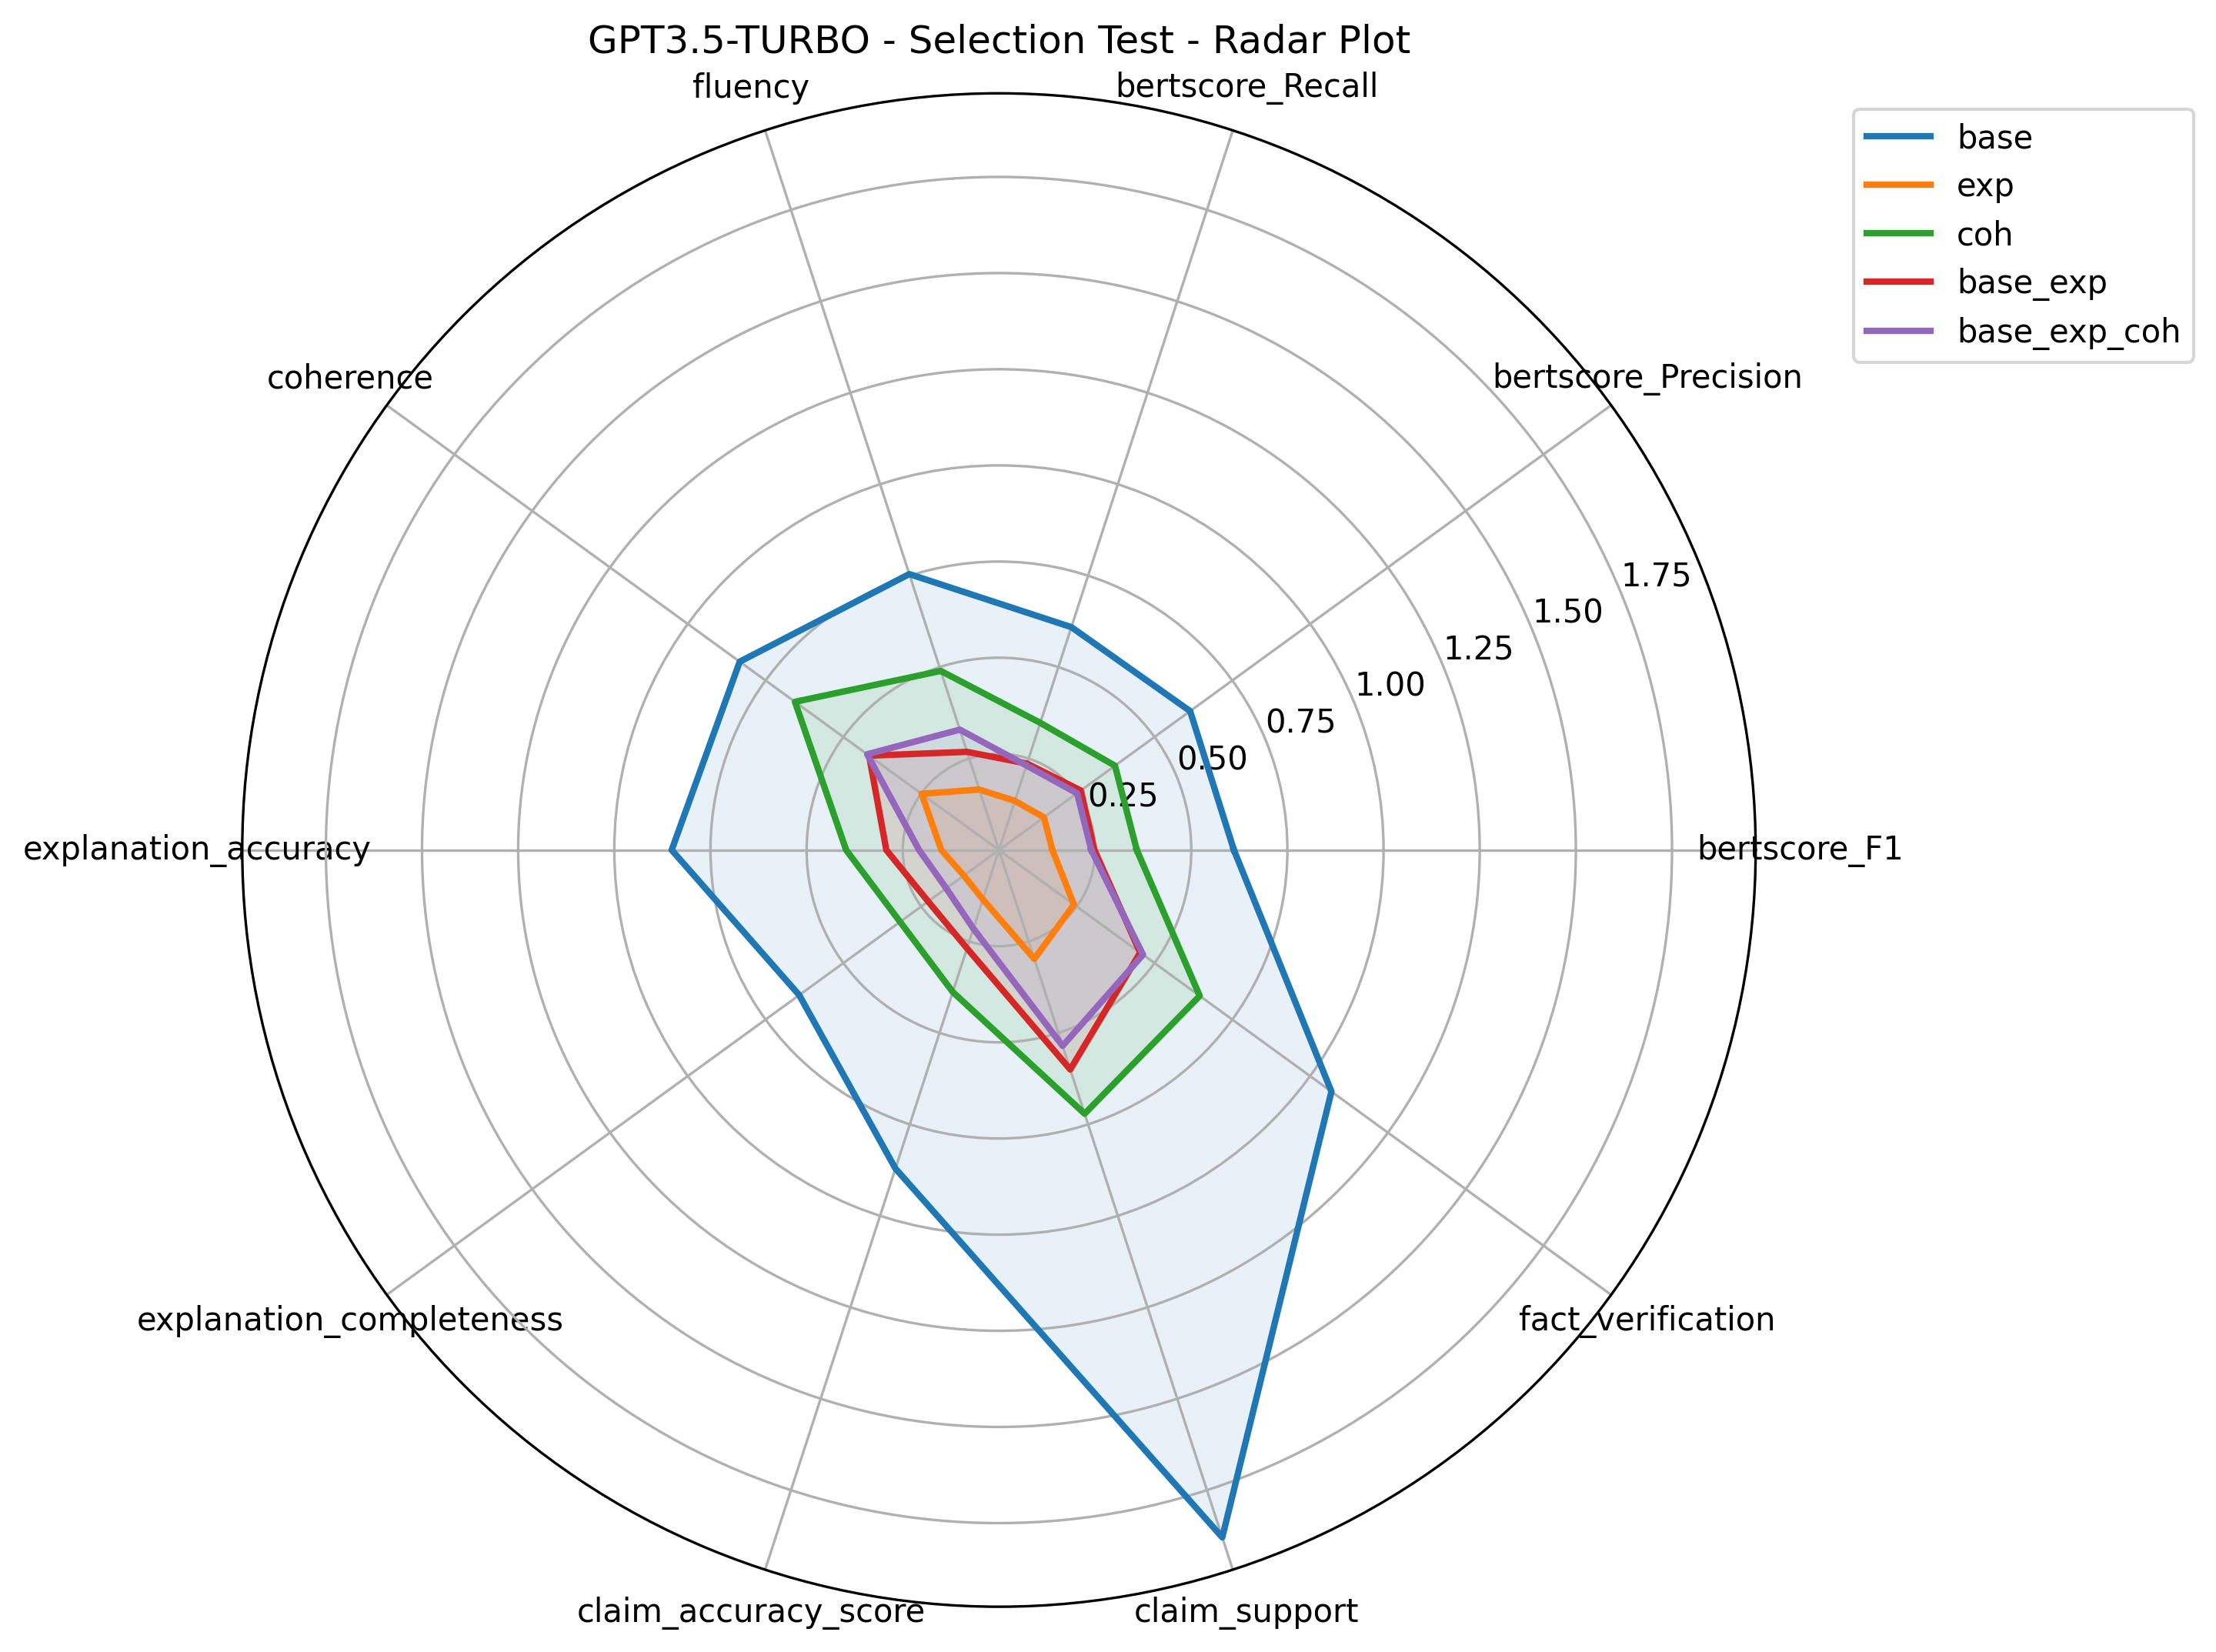 GPT3.5-TURBO - Selection Test - Radar Plot
fluency
bertscore_Recall
base
exp
coh
base_exp
base_exp_coh
coherence
bertscore_Precision
1.75
1.50
1.25
1.00
0.75
0.50
0.25
explanation_accuracy
bertscore_F1
explanation_completeness
fact_verification
claim_accuracy_score
claim_support